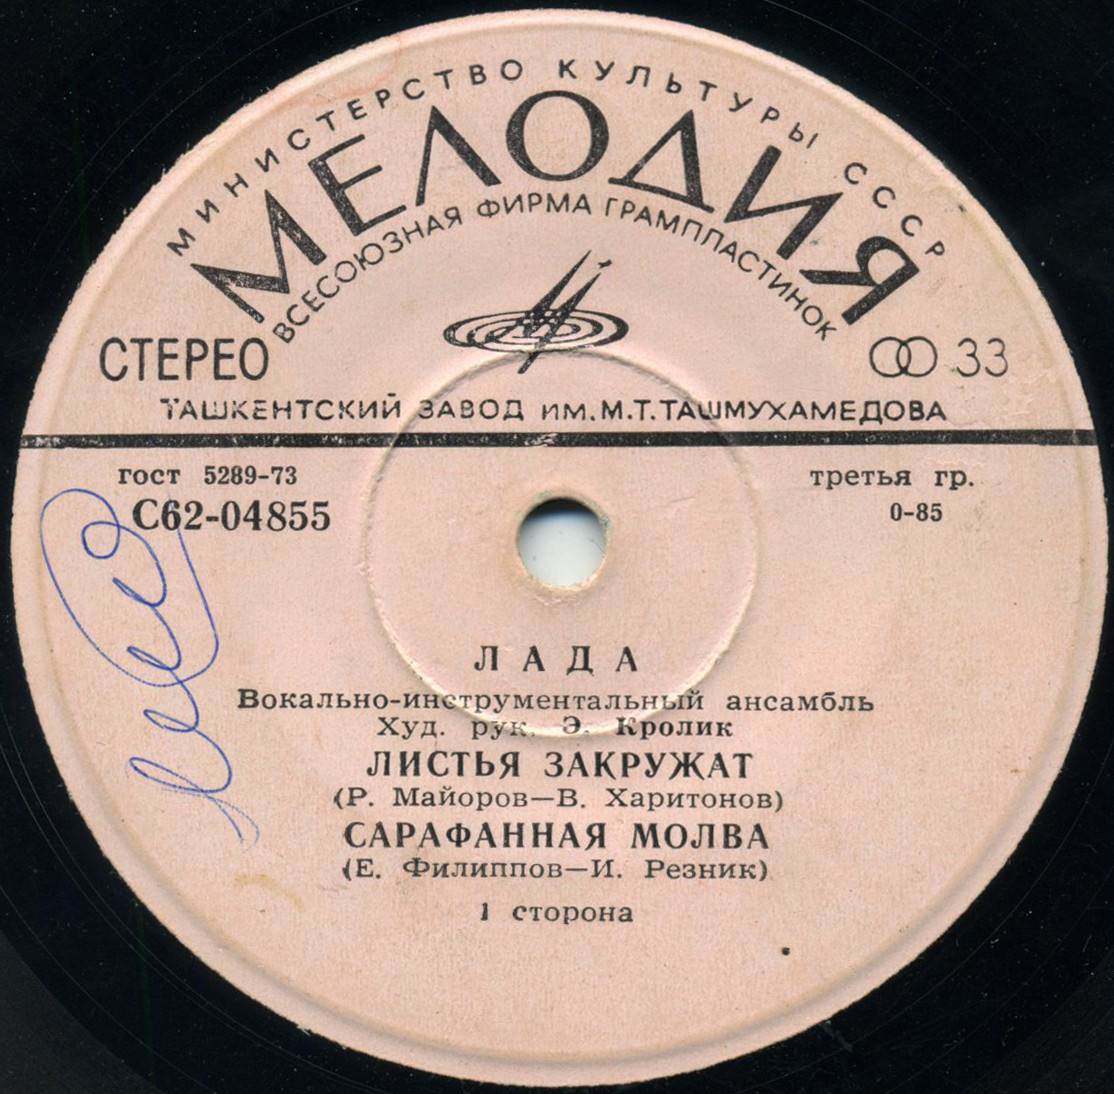 МИНИСТЕРСТВО КУЛЬТУРЫ СССР
МЕЛОДИЯ
ВСЕСОЮЗНАЯ ФИРМА ГРАМПЛАСТИНОК
СТЕРЕО 33
ТАШКЕНТСКИЙ ЗАВОД ИМ. М.Т. ТАШМУХАМЕДОВА
гост 5289-73 третья гр.
С62-04855 0-85
ЛАДА
Вокально-инструментальный ансамбль
Худ. рук. Э. Кролик
ЛИСТЬЯ ЗАКРУЖАТ
(Р. Майоров—В. Харитонов)
САРАФАННАЯ МОЛВА
(Е. Филиппов—И. Резник)
1 сторона